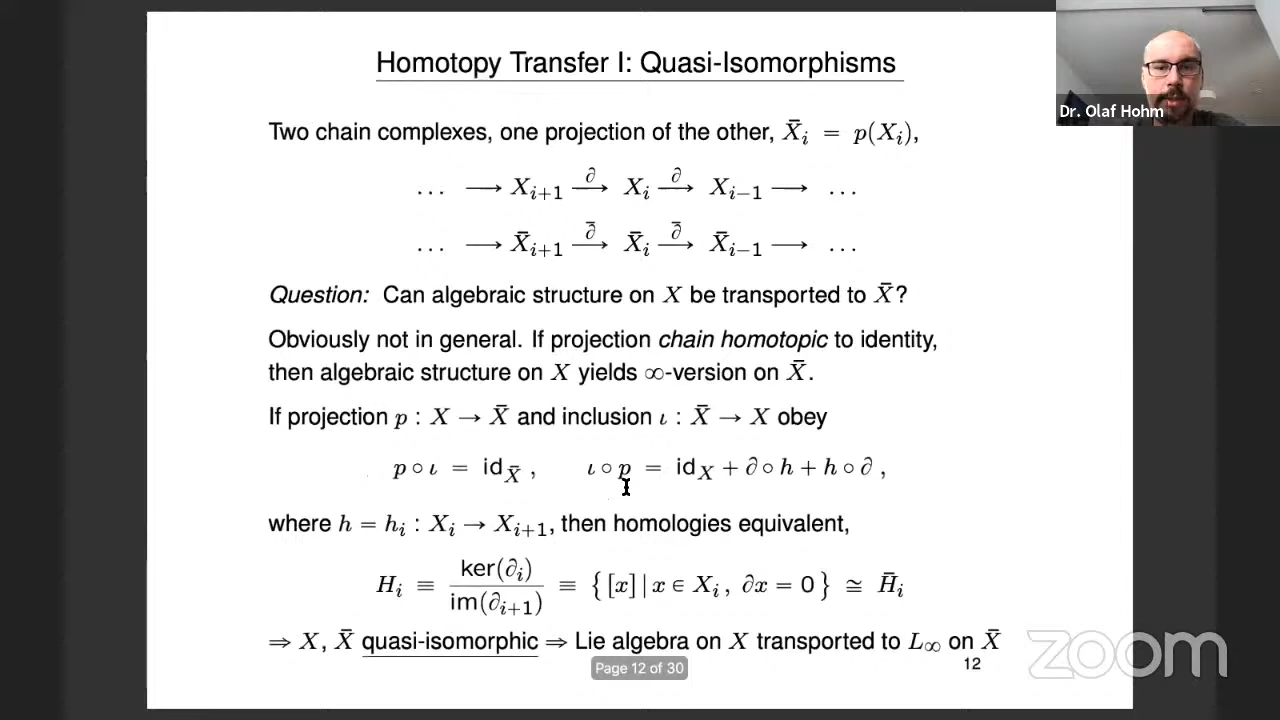 Homotopy Transfer I: Quasi-Isomorphisms
Dr. Olaf Hohm
Two chain complexes, one projection of the other, X̄ᵢ = p(Xᵢ),
… ⟶ Xᵢ₊₁ —∂→ Xᵢ —∂→ Xᵢ₋₁ ⟶ …
… ⟶ X̄ᵢ₊₁ —∂̄→ X̄ᵢ —∂̄→ X̄ᵢ₋₁ ⟶ …
Question: Can algebraic structure on X be transported to X̄?
Obviously not in general. If projection chain homotopic to identity,
then algebraic structure on X yields ∞-version on X̄.
If projection p : X → X̄ and inclusion ι : X̄ → X obey
p ∘ ι = id_X̄ , ι ∘ p = id_X + ∂ ∘ h + h ∘ ∂ ,
where h = hᵢ : Xᵢ → Xᵢ₊₁, then homologies equivalent,
Hᵢ ≡ ker(∂ᵢ) / im(∂ᵢ₊₁) ≡ { [x] | x ∈ Xᵢ , ∂x = 0 } ≅ H̄ᵢ
⇒ X, X̄ quasi-isomorphic ⇒ Lie algebra on X transported to L∞ on X̄
Page 12 of 30
12
zoom